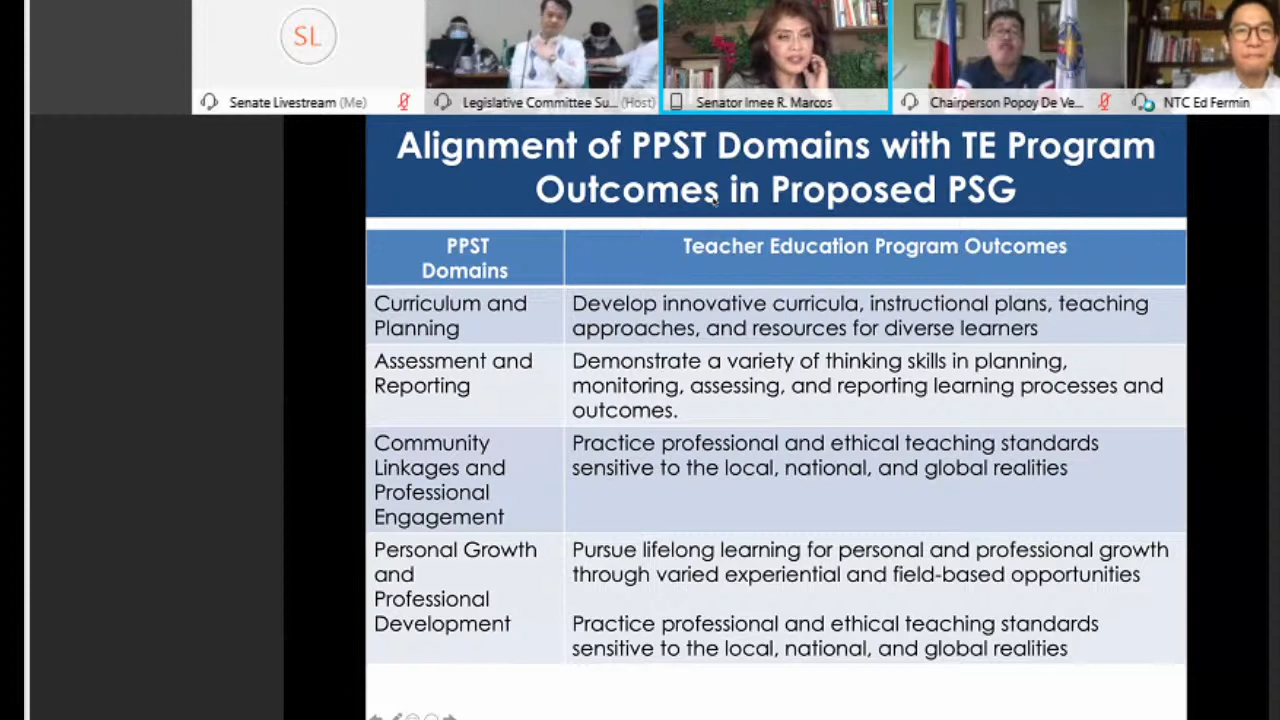 SL
Senate Livestream (Me)
Legislative Committee Su... (Host)
Senator Imee R. Marcos
Chairperson Popoy De Ve...
NTC Ed Fermin
Alignment of PPST Domains with TE Program
Outcomes in Proposed PSG
PPST
Domains
Teacher Education Program Outcomes
Curriculum and
Planning
Develop innovative curricula, instructional plans, teaching
approaches, and resources for diverse learners
Assessment and
Reporting
Demonstrate a variety of thinking skills in planning,
monitoring, assessing, and reporting learning processes and
outcomes.
Community
Linkages and
Professional
Engagement
Practice professional and ethical teaching standards
sensitive to the local, national, and global realities
Personal Growth
and
Professional
Development
Pursue lifelong learning for personal and professional growth
through varied experiential and field-based opportunities
Practice professional and ethical teaching standards
sensitive to the local, national, and global realities